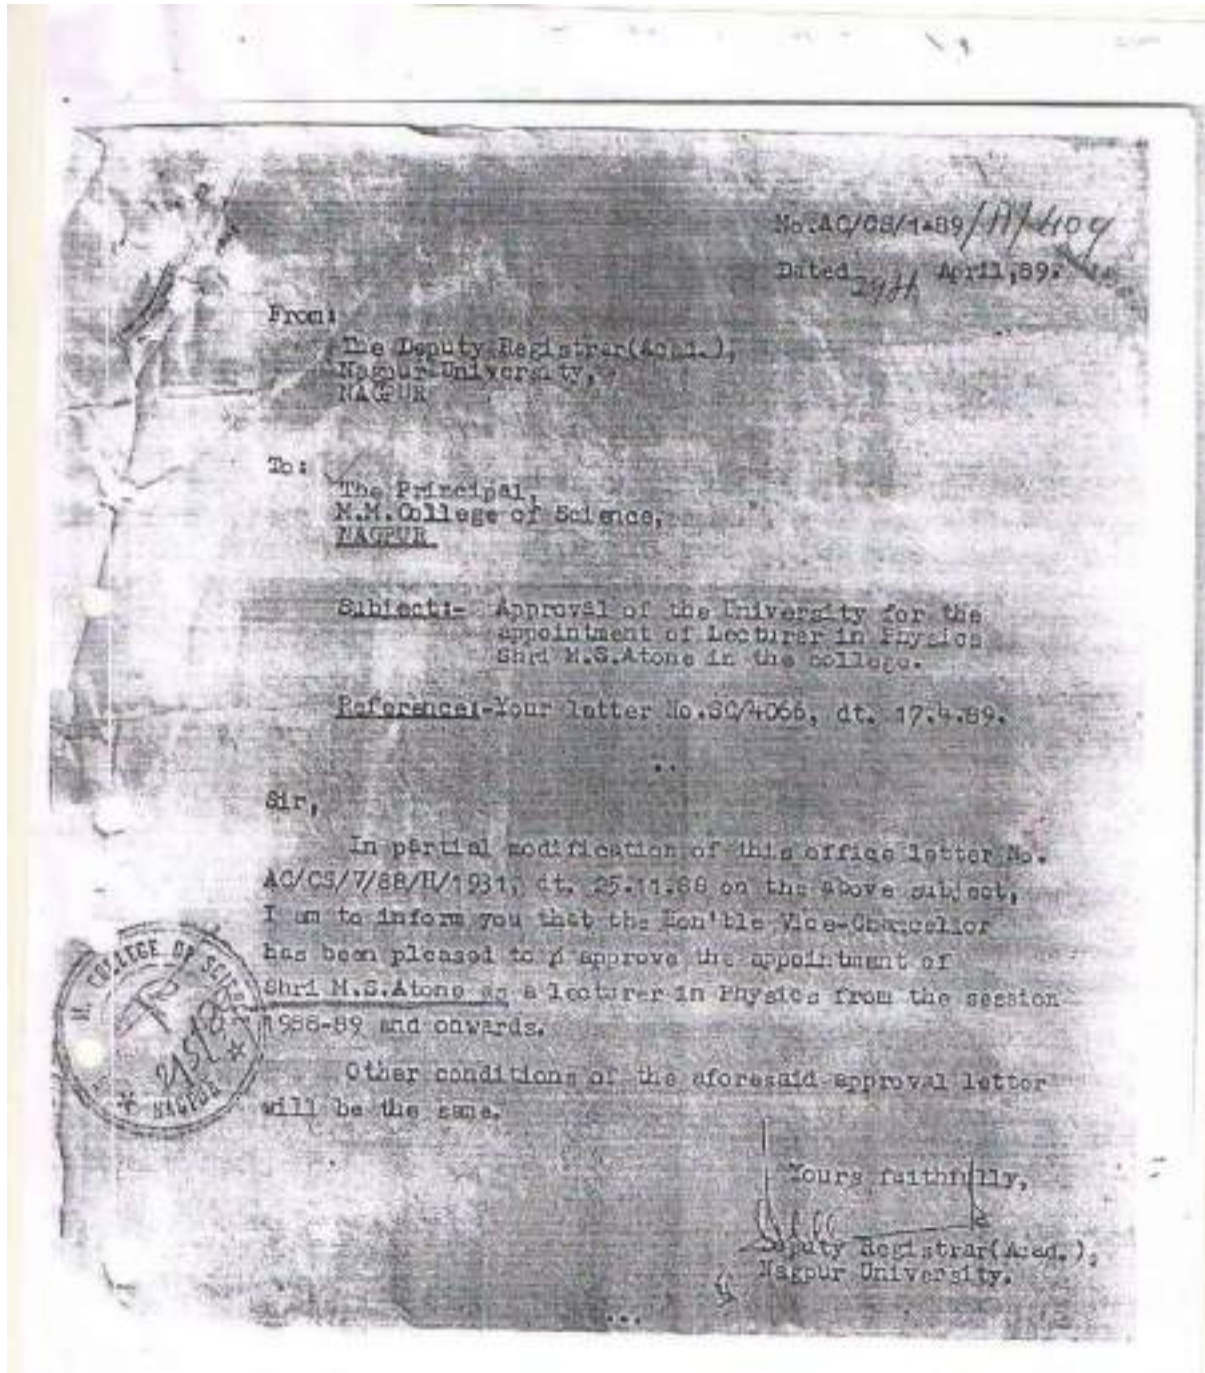 No.AC/CS/1-89/A/409
Dated 29th April,89.
From:
The Deputy Registrar(Acad.),
Nagpur University,
NAGPUR
To:
The Principal,
M.M.College of Science,
NAGPUR
Subject:- Approval of the University for the
appointment of Lecturer in Physics
Shri M.S.Atone in the college.
Reference:-Your letter No.SC/4066, dt. 17.4.89.
..
Sir,
In partial modification of this office letter No.
AC/CS/7/88/H/1931, dt. 25.11.88 on the above subject,
I am to inform you that the Hon'ble Vice-Chancellor
has been pleased to approve the appointment of
Shri M.S.Atone as a lecturer in Physics from the session
1988-89 and onwards.
Other conditions of the aforesaid approval letter
will be the same.
M. COLLEGE OF SCIENCE
NAGPUR
Yours faithfully,
Deputy Registrar(Acad.),
Nagpur University.
...